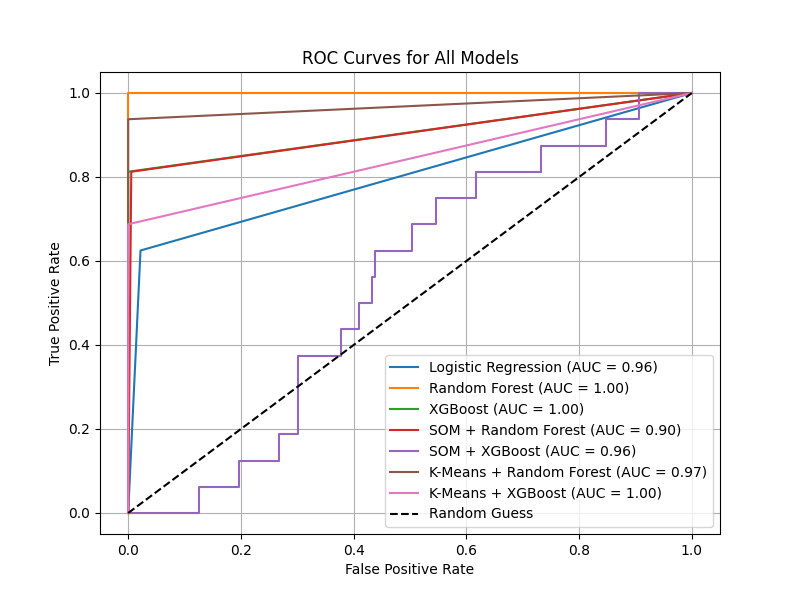 ROC Curves for All Models
1.0
0.8
0.6
0.4
0.2
0.0
True Positive Rate
Logistic Regression (AUC = 0.96)
Random Forest (AUC = 1.00)
XGBoost (AUC = 1.00)
SOM + Random Forest (AUC = 0.90)
SOM + XGBoost (AUC = 0.96)
K-Means + Random Forest (AUC = 0.97)
K-Means + XGBoost (AUC = 1.00)
Random Guess
0.0 0.2 0.4 0.6 0.8 1.0
False Positive Rate